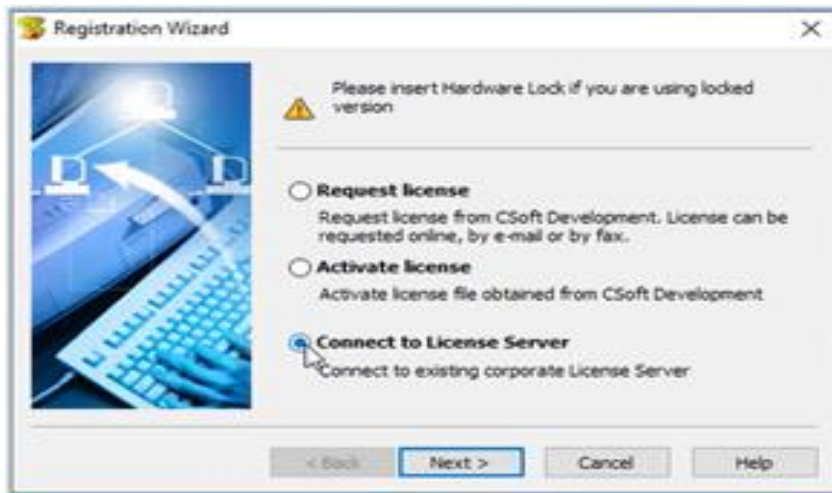 Registration Wizard
Please insert Hardware Lock if you are using locked
version
Request license
Request license from CSoft Development. License can be
requested online, by e-mail or by fax.
Activate license
Activate license file obtained from CSoft Development
Connect to License Server
Connect to existing corporate License Server
< Back
Next >
Cancel
Help